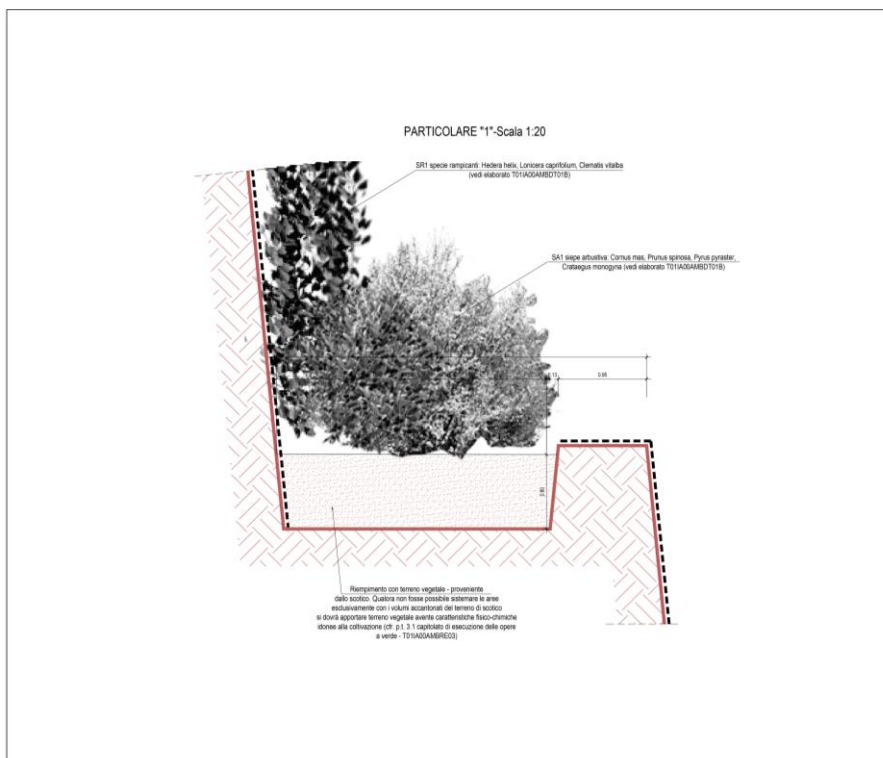 PARTICOLARE "1"-Scala 1:20
SR1 specie rampicanti: Hedera helix, Lonicera caprifolium, Clematis vitalba
(vedi elaborato T01IA00AMBDT01B)
SA1 siepe arbustiva: Cornus mas, Prunus spinosa, Pyrus pyraster,
Crataegus monogyna (vedi elaborato T01IA00AMBDT01B)
0.95
Riempimento con terreno vegetale - proveniente
dallo scotico. Qualora non fosse possibile sistemare le aree
esclusivamente con i volumi accantonati del terreno di scotico
si dovrà apportare terreno vegetale avente caratteristiche fisico-chimiche
idonee alla coltivazione (cfr. p.t. 3.1 capitolato di esecuzione delle opere
a verde - T01IA00AMBRE03)